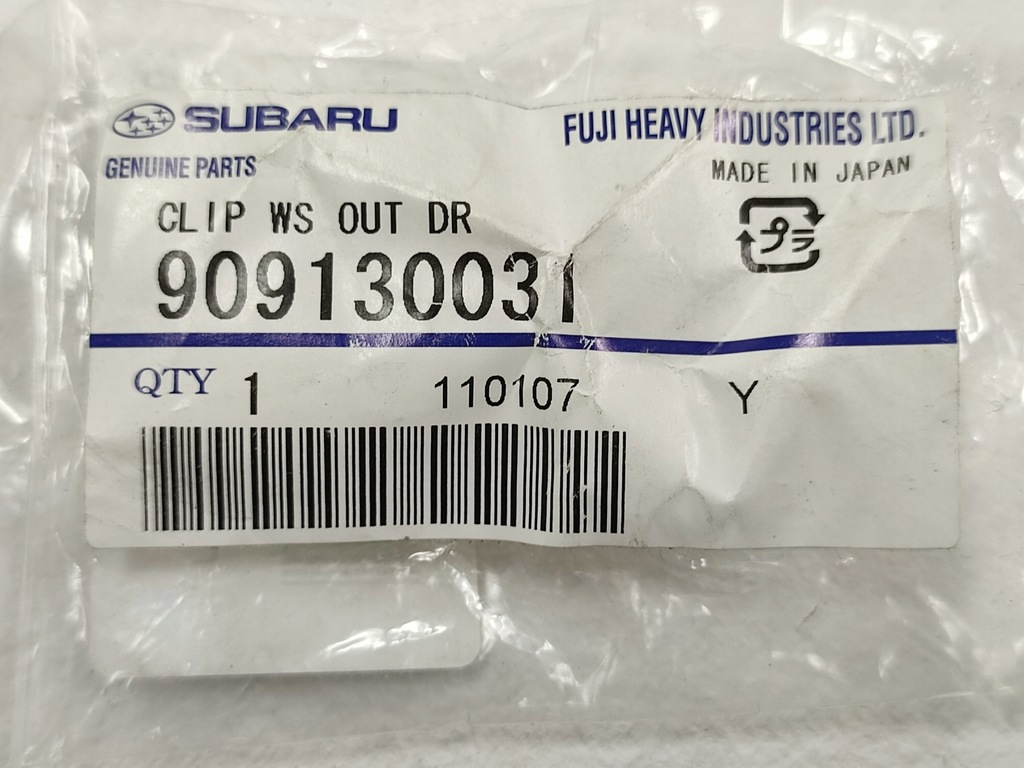 SUBARU
FUJI HEAVY INDUSTRIES LTD.
GENUINE PARTS
MADE IN JAPAN
CLIP WS OUT DR
プラ
909130031
QTY 1 110107 Y